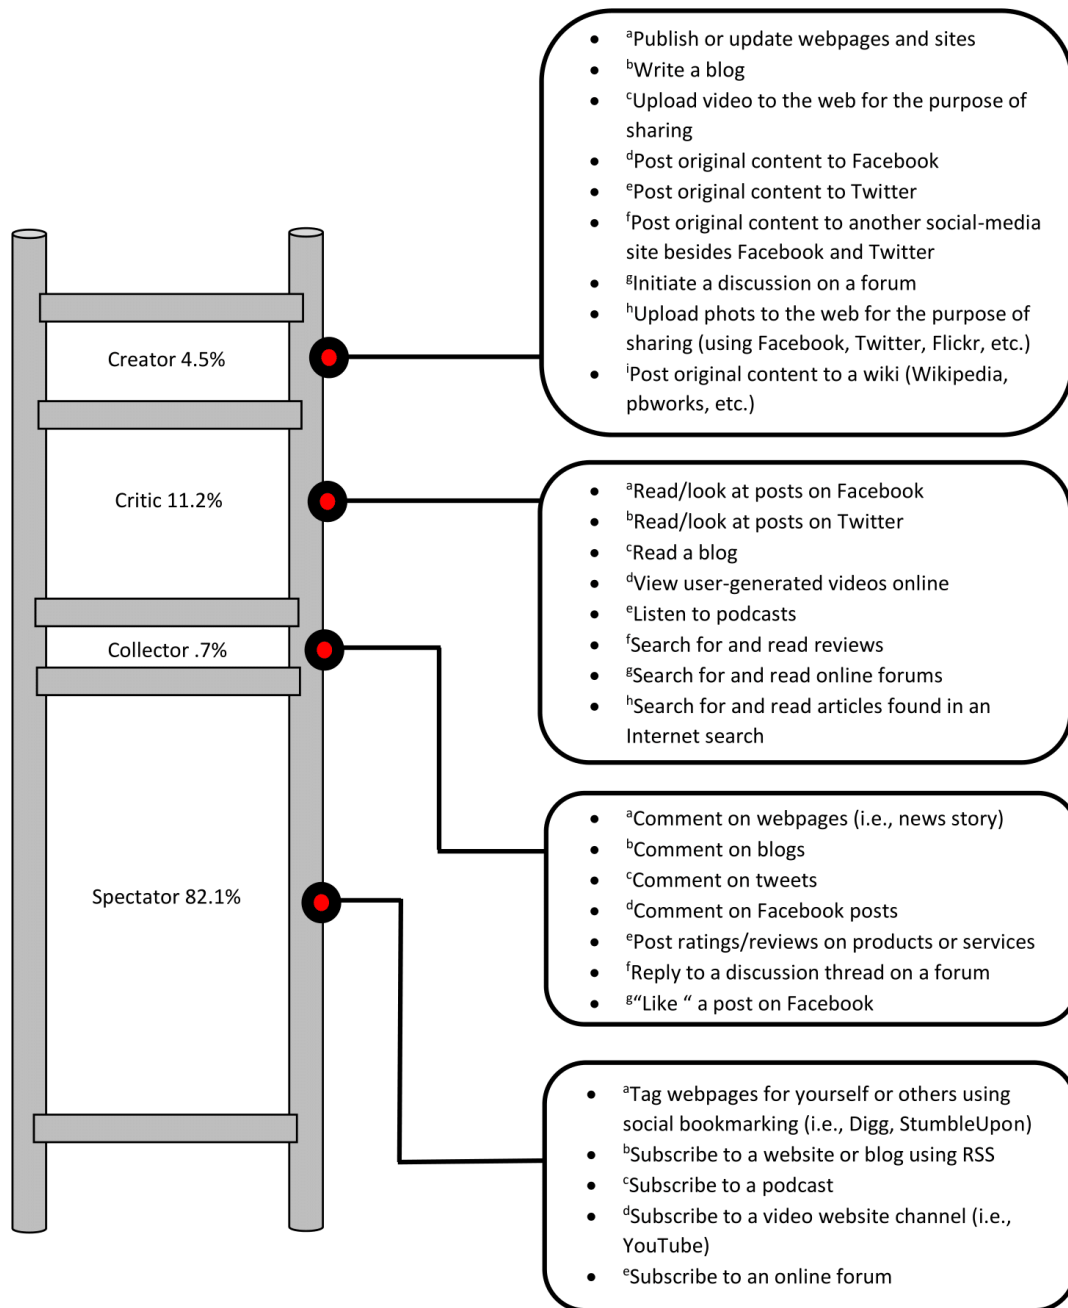 ᵃPublish or update webpages and sites
ᵇWrite a blog
ᶜUpload video to the web for the purpose of
sharing
ᵈPost original content to Facebook
ᵉPost original content to Twitter
ᶠPost original content to another social-media
site besides Facebook and Twitter
ᵍInitiate a discussion on a forum
ʰUpload phots to the web for the purpose of
sharing (using Facebook, Twitter, Flickr, etc.)
ⁱPost original content to a wiki (Wikipedia,
pbworks, etc.)
Creator 4.5%
Critic 11.2%
ᵃRead/look at posts on Facebook
ᵇRead/look at posts on Twitter
ᶜRead a blog
ᵈView user-generated videos online
ᵉListen to podcasts
ᶠSearch for and read reviews
ᵍSearch for and read online forums
ʰSearch for and read articles found in an
Internet search
Collector .7%
ᵃComment on webpages (i.e., news story)
ᵇComment on blogs
ᶜComment on tweets
ᵈComment on Facebook posts
ᵉPost ratings/reviews on products or services
ᶠReply to a discussion thread on a forum
ᵍ“Like “ a post on Facebook
Spectator 82.1%
ᵃTag webpages for yourself or others using
social bookmarking (i.e., Digg, StumbleUpon)
ᵇSubscribe to a website or blog using RSS
ᶜSubscribe to a podcast
ᵈSubscribe to a video website channel (i.e.,
YouTube)
ᵉSubscribe to an online forum